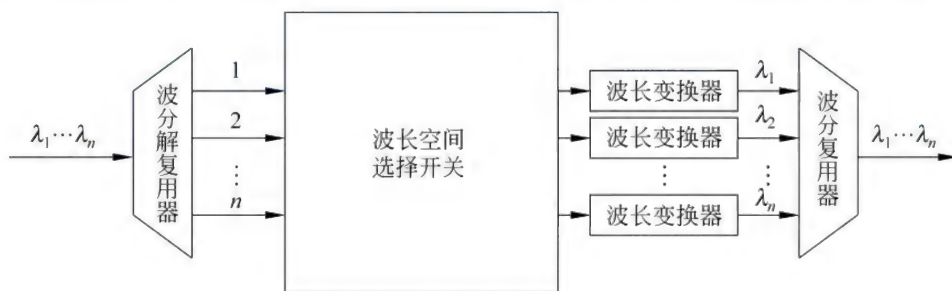 λ₁…λₙ
波分解复用器
1
2
⋮
n
波长空间
选择开关
波长变换器
波长变换器
⋮
波长变换器
λ₁
λ₂
⋮
λₙ
波分复用器
λ₁…λₙ